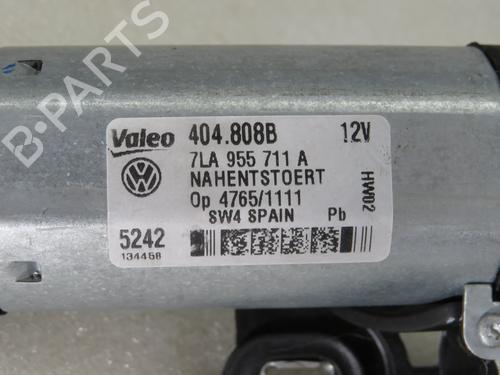 B-PARTS
Valeo 404.808B 12V
7LA 955 711 A
NAHENTSTOERT
Op 4765/1111
SW4 SPAIN Pb
HW02
5242
134458